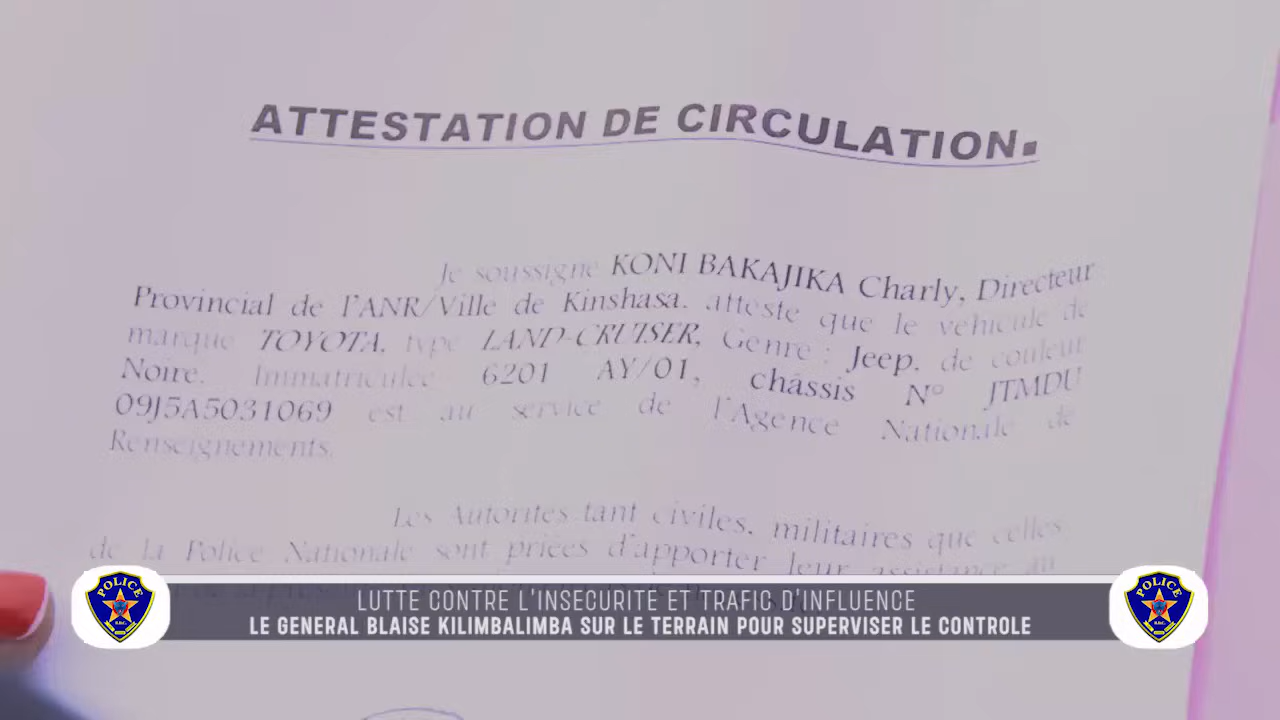 ATTESTATION DE CIRCULATION.
Je soussigne KONI BAKAJIKA Charly, Directeur
Provincial de l'ANR/Ville de Kinshasa, atteste que le véhicule de
marque TOYOTA, type LAND-CRUISER, Genre : Jeep, de couleur
Noire. Immatriculée 6201 AY/01, châssis N° JTMDU
09J5A5031069 est au service de l'Agence Nationale de
Renseignements.
Les Autorités tant civiles, militaires que celles
de la Police Nationale sont priées d'apporter leur assistance au
POLICE
R.D.C.
LUTTE CONTRE L'INSECURITE ET TRAFIC D'INFLUENCE
LE GENERAL BLAISE KILIMBALIMBA SUR LE TERRAIN POUR SUPERVISER LE CONTROLE
POLICE
R.D.C.